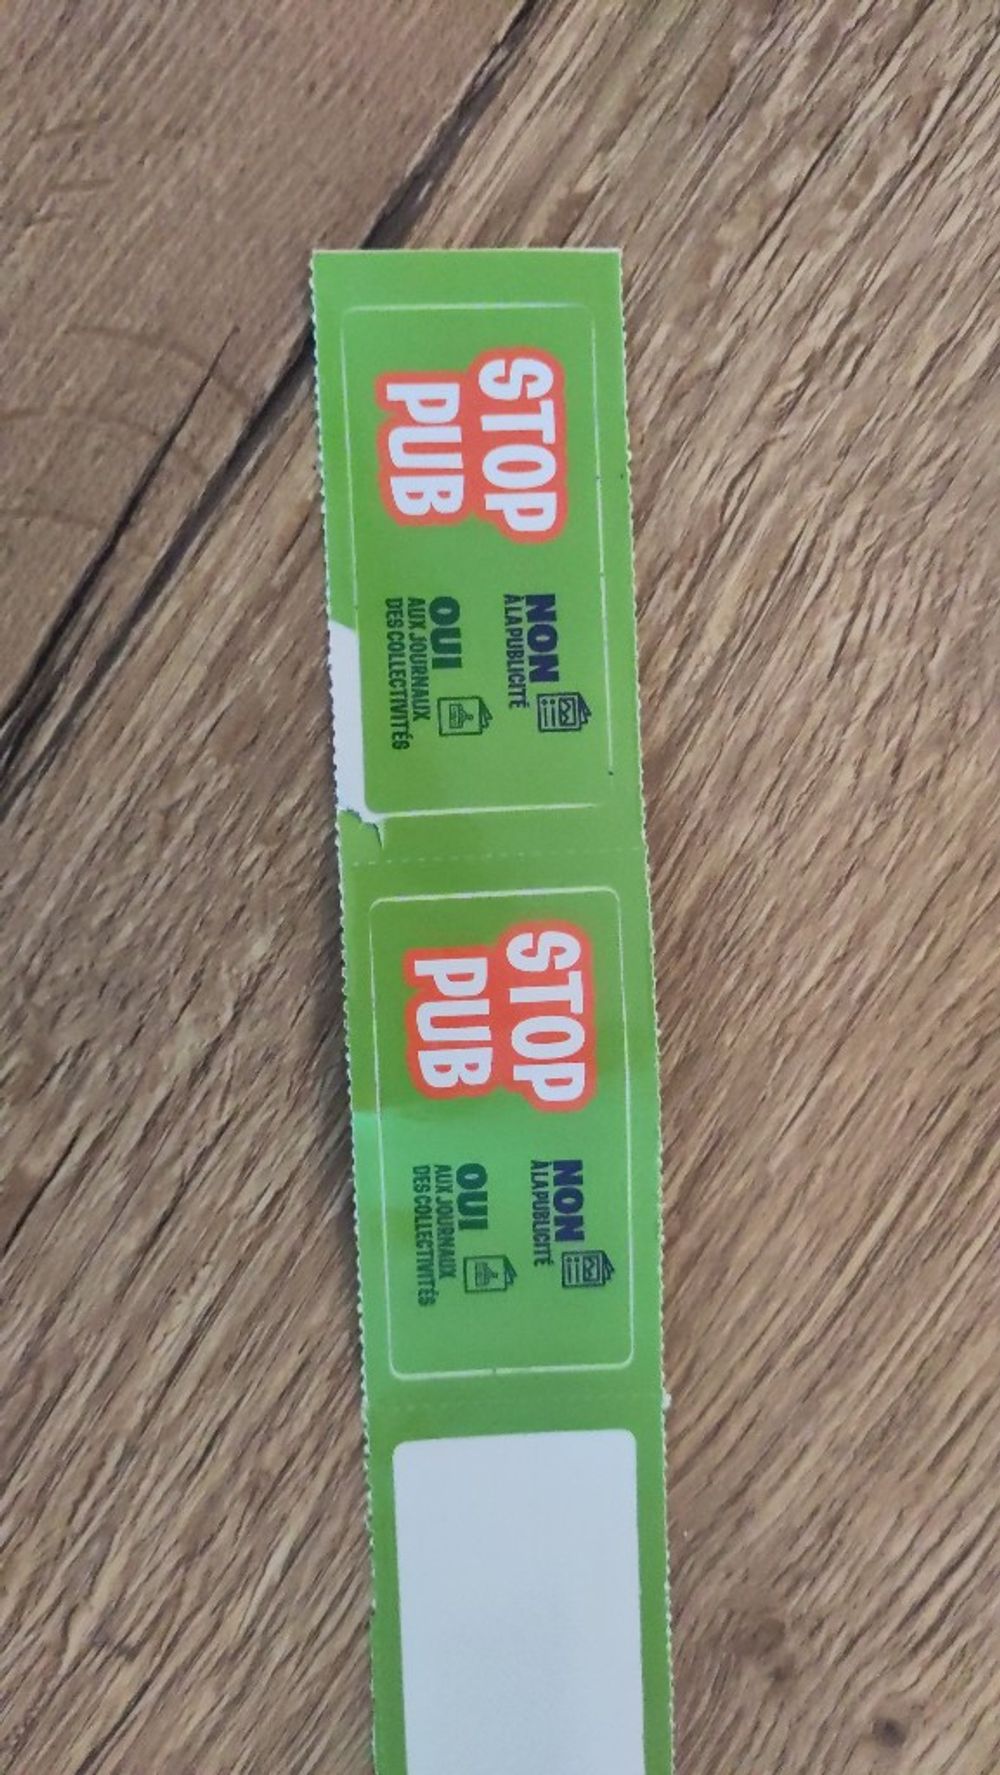 STOP
PUB
NON
À LA PUBLICITÉ
OUI
AUX JOURNAUX
DES COLLECTIVITÉS
STOP
PUB
NON
À LA PUBLICITÉ
OUI
AUX JOURNAUX
DES COLLECTIVITÉS